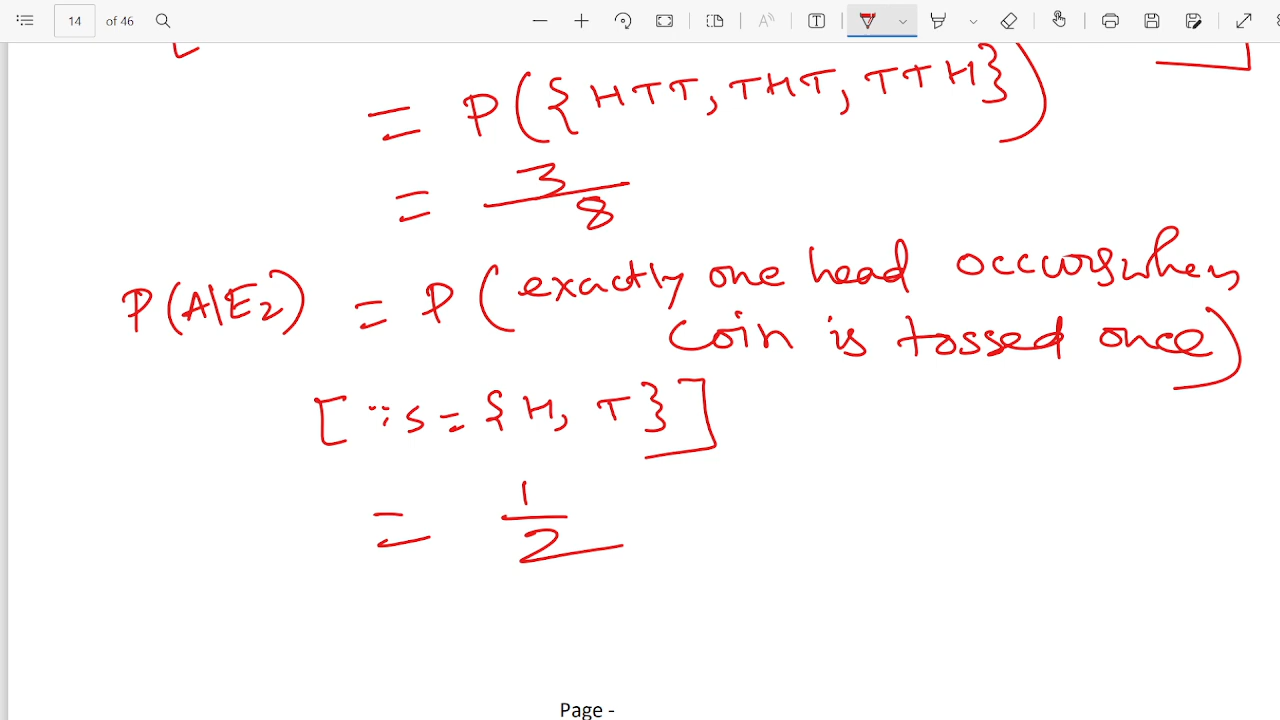 14 of 46
= P({HTT, THT, TTH})
= 3/8
P(A|E2) = P(exactly one head occurs when
coin is tossed once)
[∵ S = {H, T}]
= 1/2
Page -